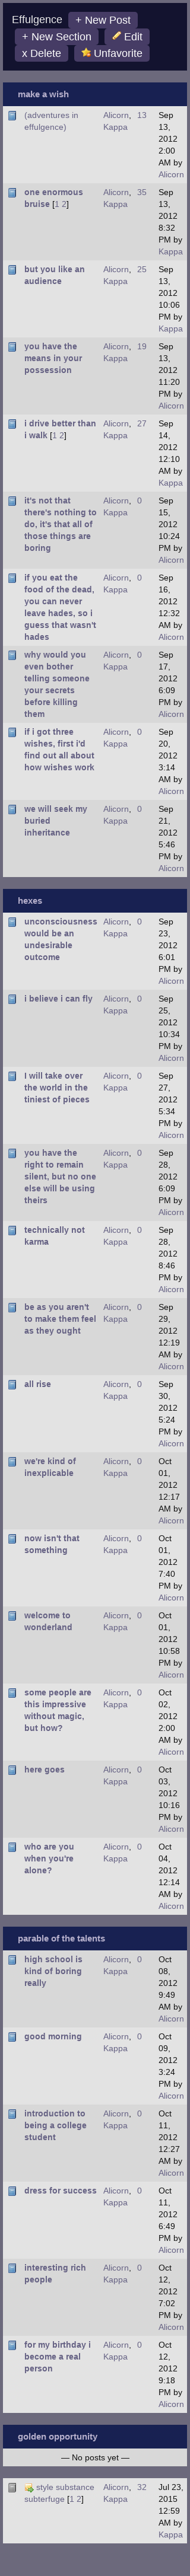 Effulgence + New Post
+ New Section Edit
x Delete Unfavorite
make a wish
(adventures in Alicorn, 13 Sep
effulgence) Kappa 13,
2012
2:00
AM by
Alicorn
one enormous Alicorn, 35 Sep
bruise [1 2] Kappa 13,
2012
8:32
PM by
Kappa
but you like an Alicorn, 25 Sep
audience Kappa 13,
2012
10:06
PM by
Kappa
you have the Alicorn, 19 Sep
means in your Kappa 13,
possession 2012
11:20
PM by
Alicorn
i drive better than Alicorn, 27 Sep
i walk [1 2] Kappa 14,
2012
12:10
AM by
Kappa
it's not that Alicorn, 0 Sep
there's nothing to Kappa 15,
do, it's that all of 2012
those things are 10:24
boring PM by
Alicorn
if you eat the Alicorn, 0 Sep
food of the dead, Kappa 16,
you can never 2012
leave hades, so i 12:32
guess that wasn't AM by
hades Alicorn
why would you Alicorn, 0 Sep
even bother Kappa 17,
telling someone 2012
your secrets 6:09
before killing PM by
them Alicorn
if i got three Alicorn, 0 Sep
wishes, first i'd Kappa 20,
find out all about 2012
how wishes work 3:14
AM by
Alicorn
we will seek my Alicorn, 0 Sep
buried Kappa 21,
inheritance 2012
5:46
PM by
Alicorn
hexes
unconsciousness Alicorn, 0 Sep
would be an Kappa 23,
undesirable 2012
outcome 6:01
PM by
Alicorn
i believe i can fly Alicorn, 0 Sep
Kappa 25,
2012
10:34
PM by
Alicorn
I will take over Alicorn, 0 Sep
the world in the Kappa 27,
tiniest of pieces 2012
5:34
PM by
Alicorn
you have the Alicorn, 0 Sep
right to remain Kappa 28,
silent, but no one 2012
else will be using 6:09
theirs PM by
Alicorn
technically not Alicorn, 0 Sep
karma Kappa 28,
2012
8:46
PM by
Alicorn
be as you aren't Alicorn, 0 Sep
to make them feel Kappa 29,
as they ought 2012
12:19
AM by
Alicorn
all rise Alicorn, 0 Sep
Kappa 30,
2012
5:24
PM by
Alicorn
we're kind of Alicorn, 0 Oct
inexplicable Kappa 01,
2012
12:17
AM by
Alicorn
now isn't that Alicorn, 0 Oct
something Kappa 01,
2012
7:40
PM by
Alicorn
welcome to Alicorn, 0 Oct
wonderland Kappa 01,
2012
10:58
PM by
Alicorn
some people are Alicorn, 0 Oct
this impressive Kappa 02,
without magic, 2012
but how? 2:00
AM by
Alicorn
here goes Alicorn, 0 Oct
Kappa 03,
2012
10:16
PM by
Alicorn
who are you Alicorn, 0 Oct
when you're Kappa 04,
alone? 2012
12:14
AM by
Alicorn
parable of the talents
high school is Alicorn, 0 Oct
kind of boring Kappa 08,
really 2012
9:49
AM by
Alicorn
good morning Alicorn, 0 Oct
Kappa 09,
2012
3:24
PM by
Alicorn
introduction to Alicorn, 0 Oct
being a college Kappa 11,
student 2012
12:27
AM by
Alicorn
dress for success Alicorn, 0 Oct
Kappa 11,
2012
6:49
PM by
Alicorn
interesting rich Alicorn, 0 Oct
people Kappa 12,
2012
7:02
PM by
Alicorn
for my birthday i Alicorn, 0 Oct
become a real Kappa 12,
person 2012
9:18
PM by
Alicorn
golden opportunity
— No posts yet —
style substance Alicorn, 32 Jul 23,
subterfuge [1 2] Kappa 2015
12:59
AM by
Kappa